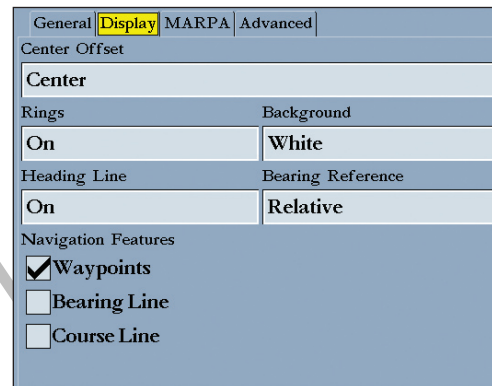 General Display MARPA Advanced
Center Offset
Center
Rings Background
On White
Heading Line Bearing Reference
On Relative
Navigation Features
Waypoints
Bearing Line
Course Line